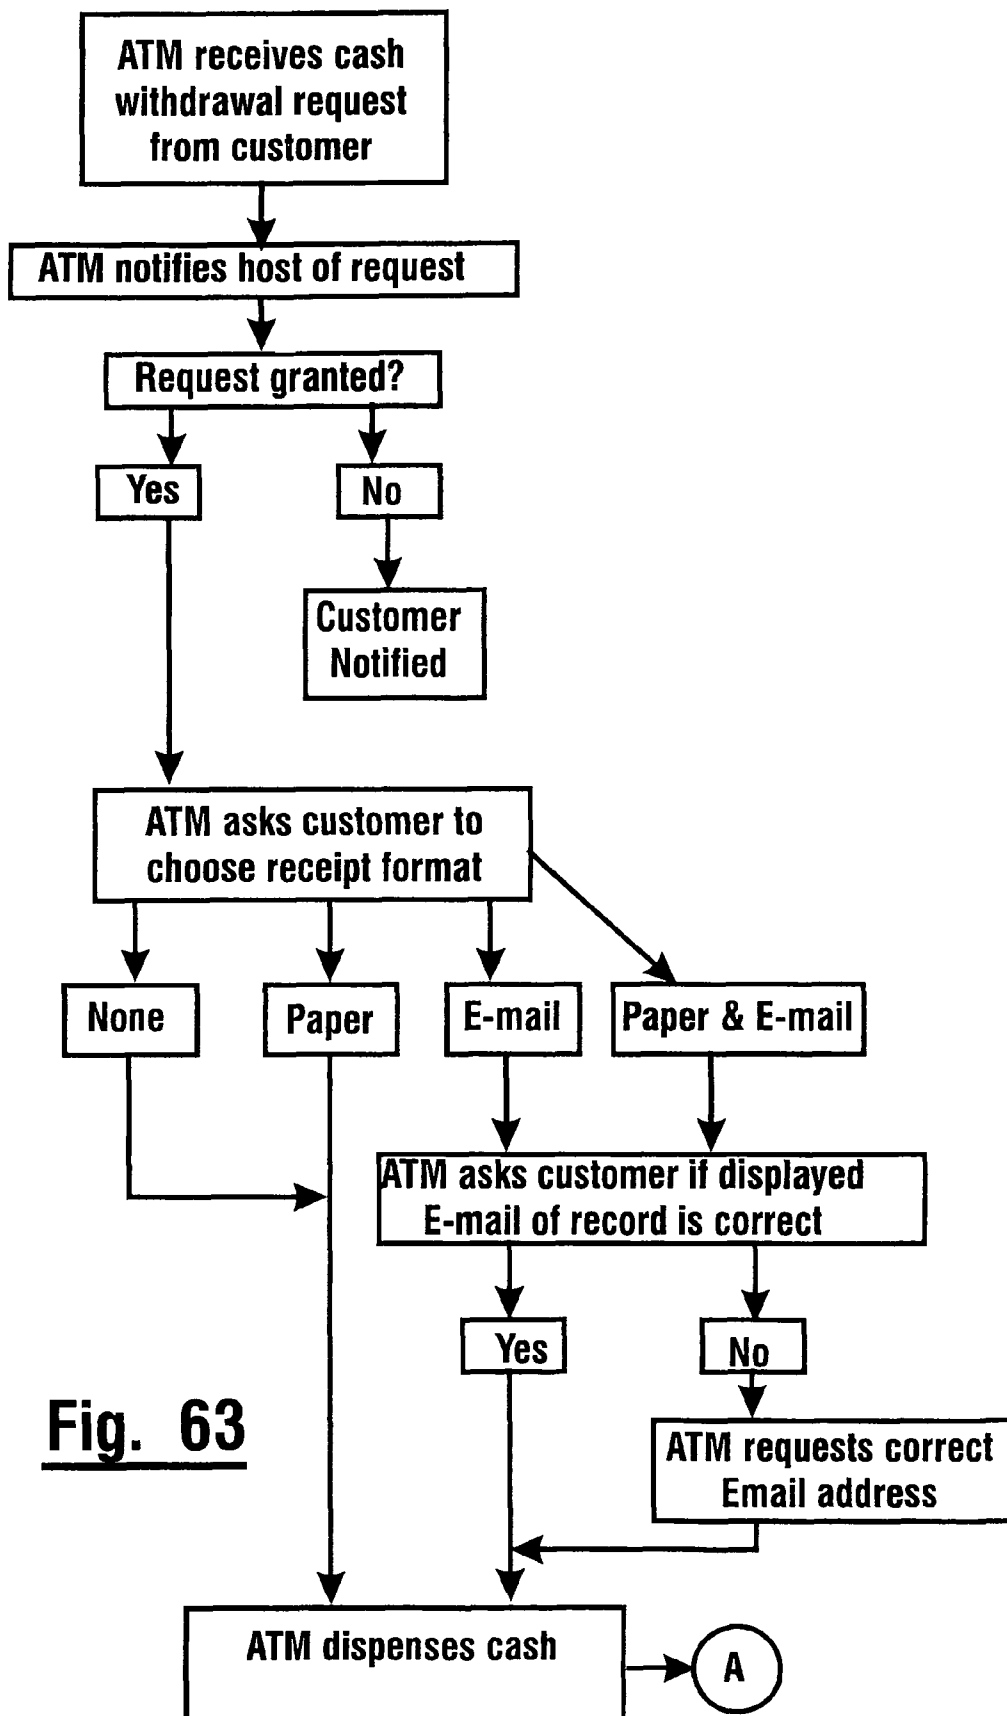 ATM receives cash
withdrawal request
from customer
ATM notifies host of request
Request granted?
Yes
No
Customer
Notified
ATM asks customer to
choose receipt format
None
Paper
E-mail
Paper & E-mail
ATM asks customer if displayed
E-mail of record is correct
Yes
No
Fig. 63
ATM requests correct
Email address
ATM dispenses cash
A